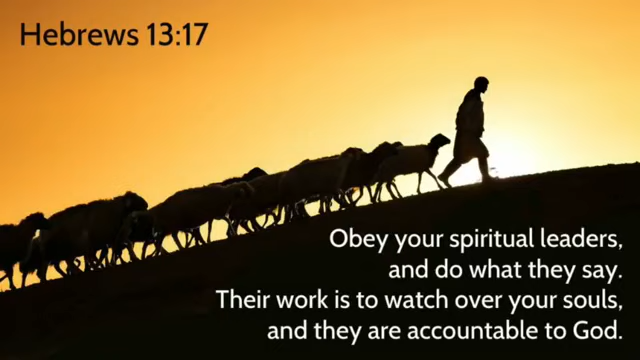 Hebrews 13:17
Obey your spiritual leaders,
and do what they say.
Their work is to watch over your souls,
and they are accountable to God.